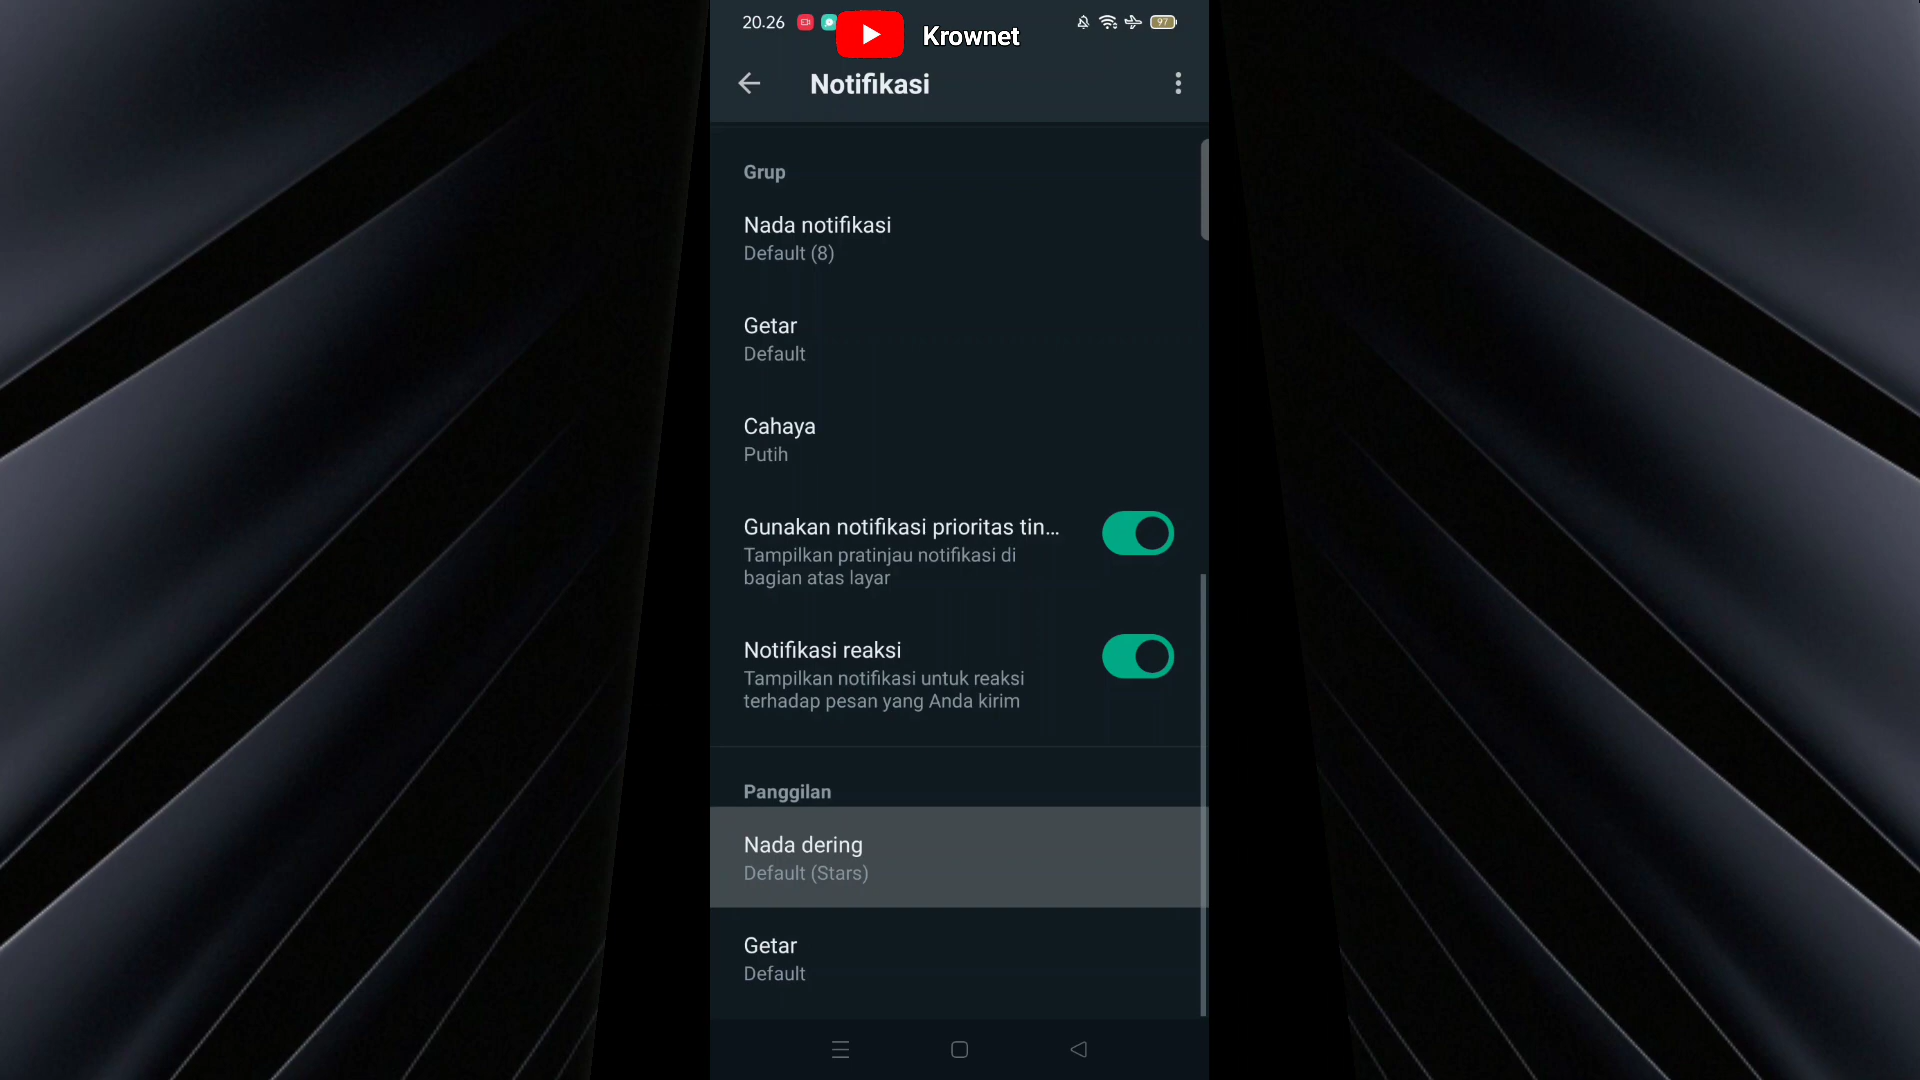 20.26
Krownet
97
Notifikasi
Grup
Nada notifikasi
Default (8)
Getar
Default
Cahaya
Putih
Gunakan notifikasi prioritas tin...
Tampilkan pratinjau notifikasi di
bagian atas layar
Notifikasi reaksi
Tampilkan notifikasi untuk reaksi
terhadap pesan yang Anda kirim
Panggilan
Nada dering
Default (Stars)
Getar
Default